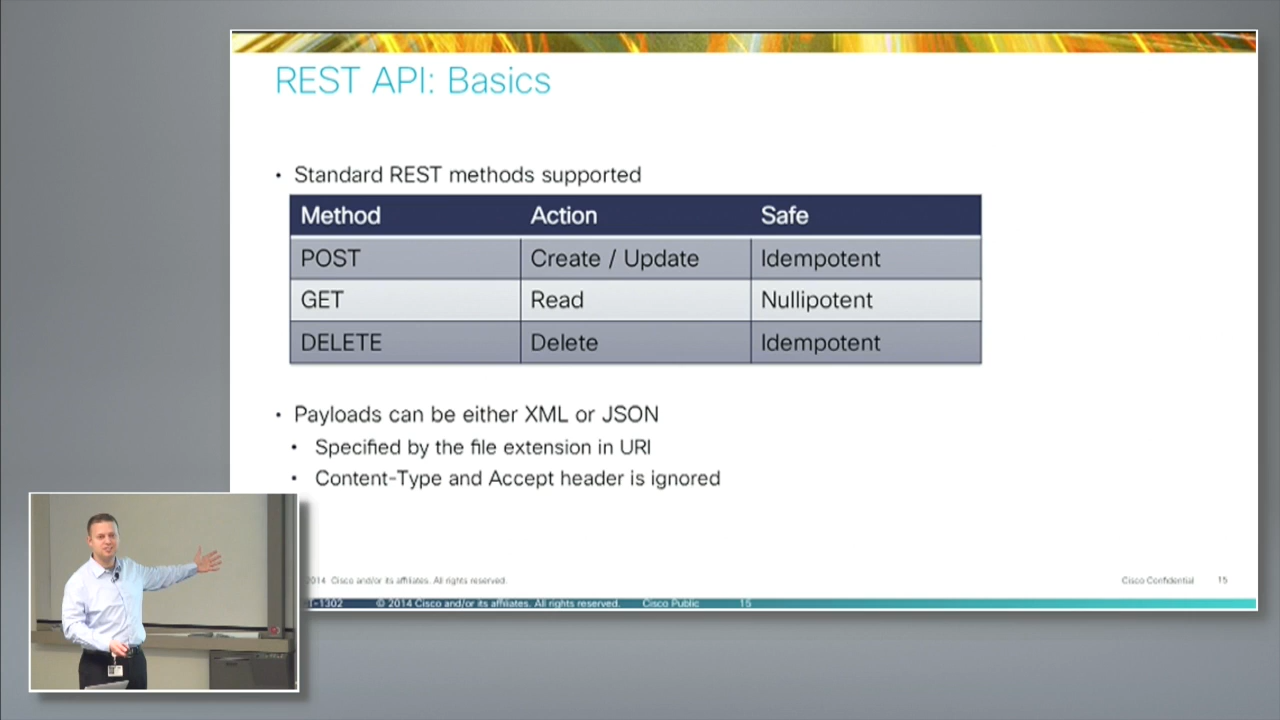 REST API: Basics
• Standard REST methods supported
Method Action Safe
POST Create / Update Idempotent
GET Read Nullipotent
DELETE Delete Idempotent
• Payloads can be either XML or JSON
• Specified by the file extension in URI
• Content-Type and Accept header is ignored
2014 Cisco and/or its affiliates. All rights reserved. Cisco Confidential 15
-1302 © 2014 Cisco and/or its affiliates. All rights reserved. Cisco Public 15